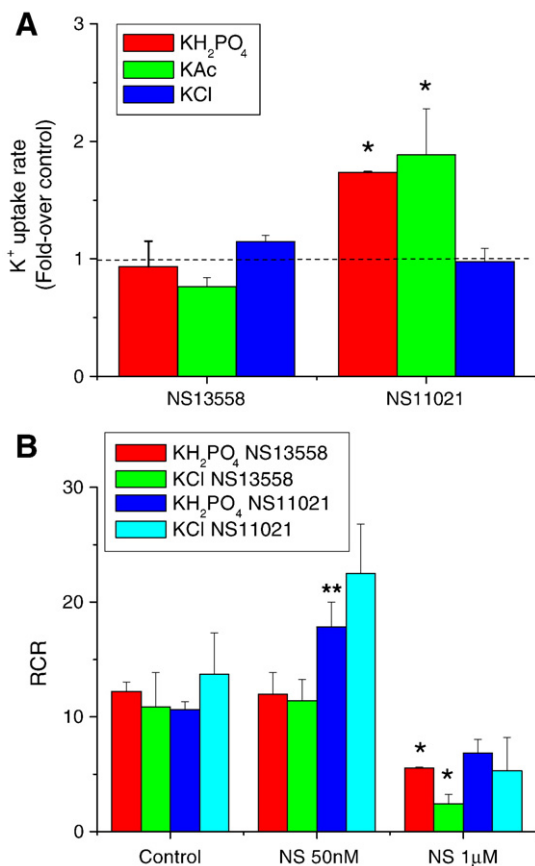 A
3
2
1
0
K⁺ uptake rate
(Fold-over control)
KH₂PO₄
KAc
KCl
*
*
NS13558
NS11021
B
30
20
10
0
RCR
KH₂PO₄ NS13558
KCl NS13558
KH₂PO₄ NS11021
KCl NS11021
**
*
*
Control
NS 50nM
NS 1µM